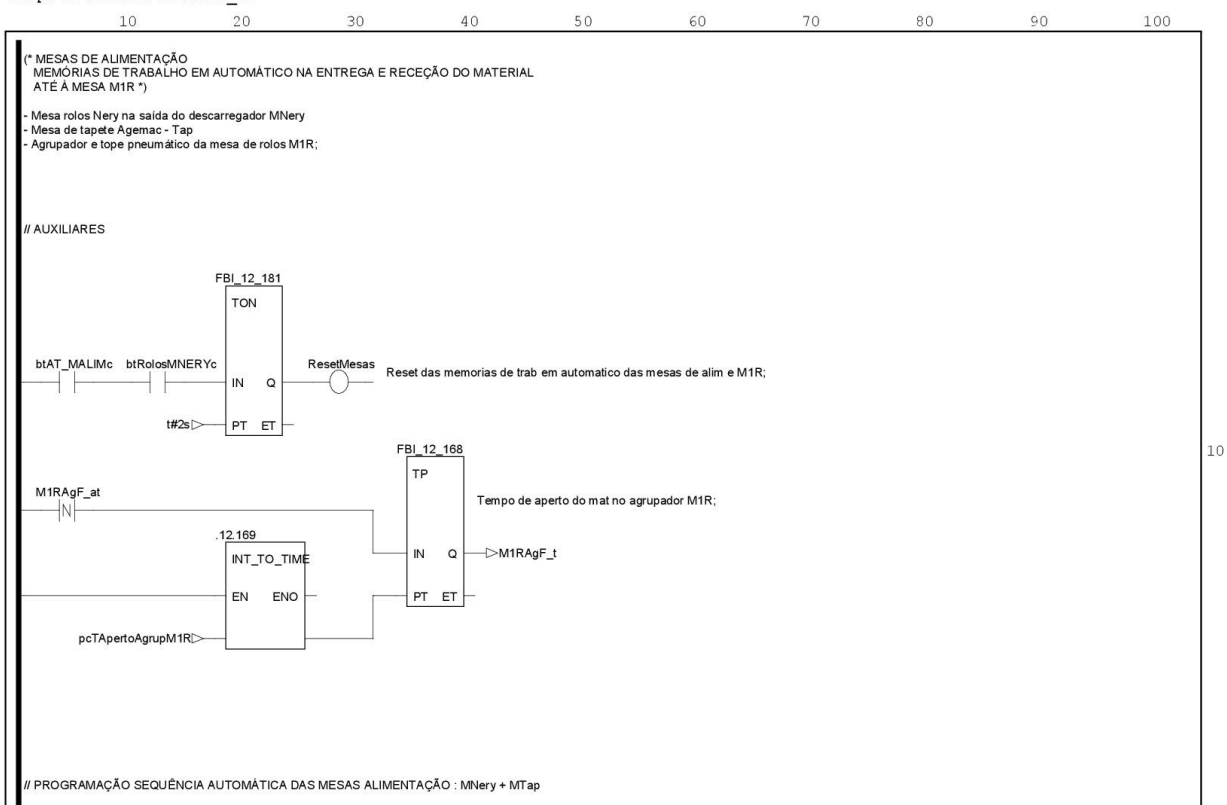 10 20 30 40 50 60 70 80 90 100
(* MESAS DE ALIMENTAÇÃO
MEMÓRIAS DE TRABALHO EM AUTOMÁTICO NA ENTREGA E RECEÇÃO DO MATERIAL
ATÉ À MESA M1R *)
- Mesa rolos Nery na saída do descarregador MNery
- Mesa de tapete Agemac - Tap
- Agrupador e tope pneumático da mesa de rolos M1R;
// AUXILIARES
FBI_12_181
TON
btAT_MALIMc btRolosMNERYc
IN Q
ResetMesas
Reset das memorias de trab em automatico das mesas de alim e M1R;
t#2s
PT ET
FBI_12_168
10
TP
M1RAgF_at
N
Tempo de aperto do mat no agrupador M1R;
.12.169
INT_TO_TIME
IN Q
M1RAgF_t
EN ENO
PT ET
pcTApertoAgrupM1R
// PROGRAMAÇÃO SEQUÊNCIA AUTOMÁTICA DAS MESAS ALIMENTAÇÃO : MNery + MTap